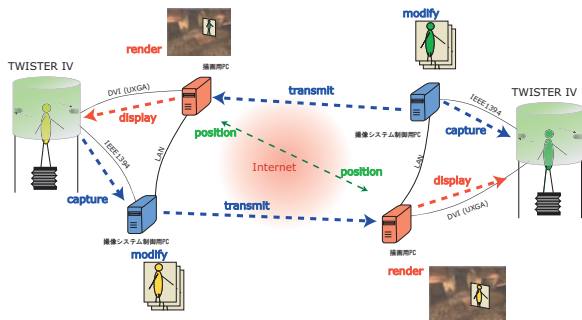 modify
render
描画用PC
TWISTER IV
DVI (UXGA)
transmit
display
IEEE1394
TWISTER IV
撮像システム制御用PC
capture
position
LAN
IEEE1394
Internet
position
LAN
display
capture
transmit
DVI (UXGA)
撮像システム制御用PC
描画用PC
modify
render